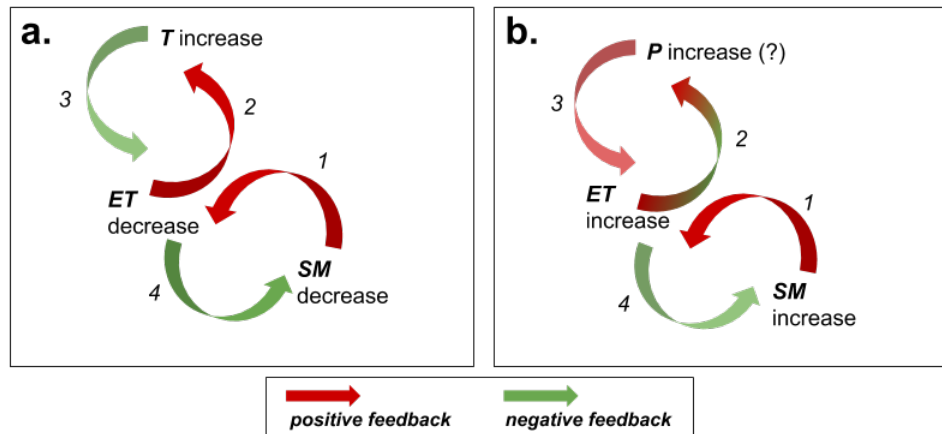 a.
T increase
3
2
1
ET
decrease
SM
decrease
4
b.
P increase (?)
3
2
1
ET
increase
SM
increase
4
positive feedback
negative feedback